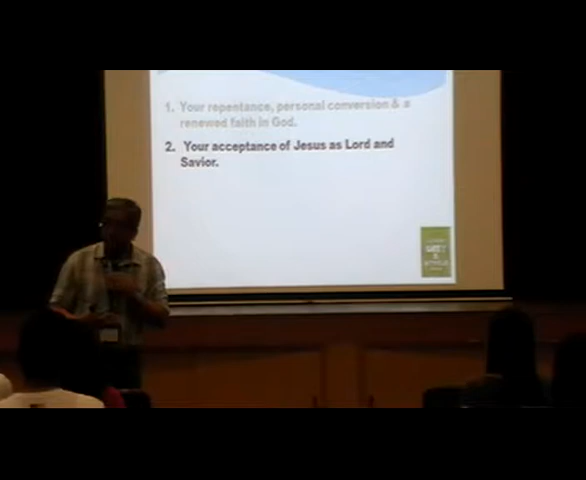 1. Your repentance, personal conversion & a
renewed faith in God.
2. Your acceptance of Jesus as Lord and
Savior.